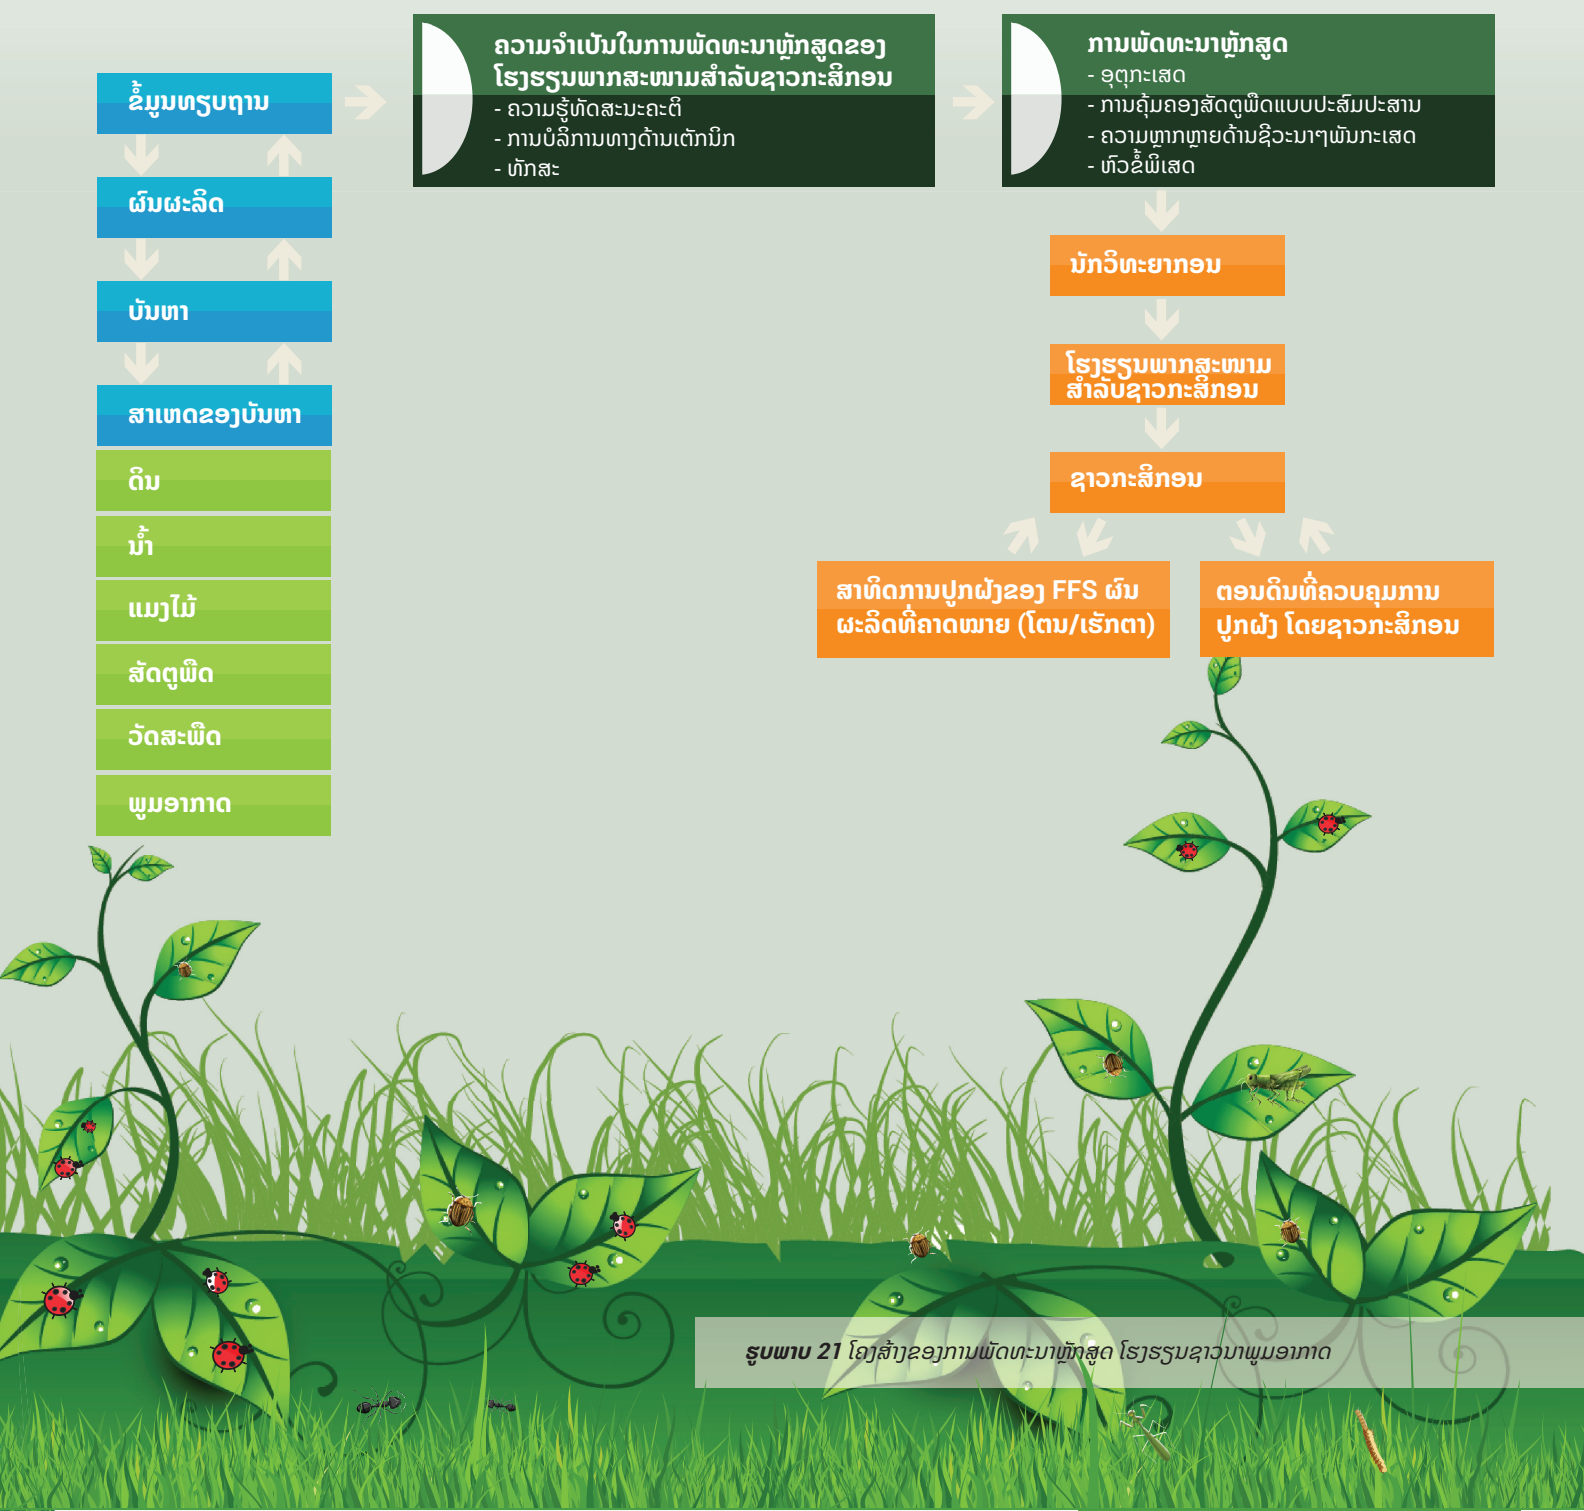 ຂໍ້ມູນທຽບຖານ
ຜົນຜະລິດ
ບັນຫາ
ສາເຫດຂອງບັນຫາ
ດິນ
ນ້ຳ
ແມງໄມ້
ສັດຕູພືດ
ວັດສະພືດ
ພູມອາກາດ
ຄວາມຈຳເປັນໃນການພັດທະນາຫຼັກສູດຂອງ
ໂຮງຮຽນພາກສະໜາມສຳລັບຊາວກະສິກອນ
- ຄວາມຮູ້ທັດສະນະຄະຕິ
- ການບໍລິການທາງດ້ານເຕັກນິກ
- ທັກສະ
ການພັດທະນາຫຼັກສູດ
- ອຸຕຸກະເສດ
- ການຄຸ້ມຄອງສັດຕູພືດແບບປະສົມປະສານ
- ຄວາມຫຼາກຫຼາຍດ້ານຊີວະນາໆພັນກະເສດ
- ຫົວຂໍ້ພິເສດ
ນັກວິທະຍາກອນ
ໂຮງຮຽນພາກສະໜາມ
ສຳລັບຊາວກະສິກອນ
ຊາວກະສິກອນ
ສາທິດການປູກຝັງຂອງ FFS ຜົນ
ຜະລິດທີ່ຄາດໝາຍ (ໂຕນ/ເຮັກຕາ)
ຕອນດິນທີ່ຄວບຄຸມການ
ປູກຝັງ ໂດຍຊາວກະສິກອນ
ຮູບພາບ 21 ໂຄງສ້າງຂອງການພັດທະນາຫຼັກສູດ ໂຮງຮຽນຊາວນາພູມອາກາດ